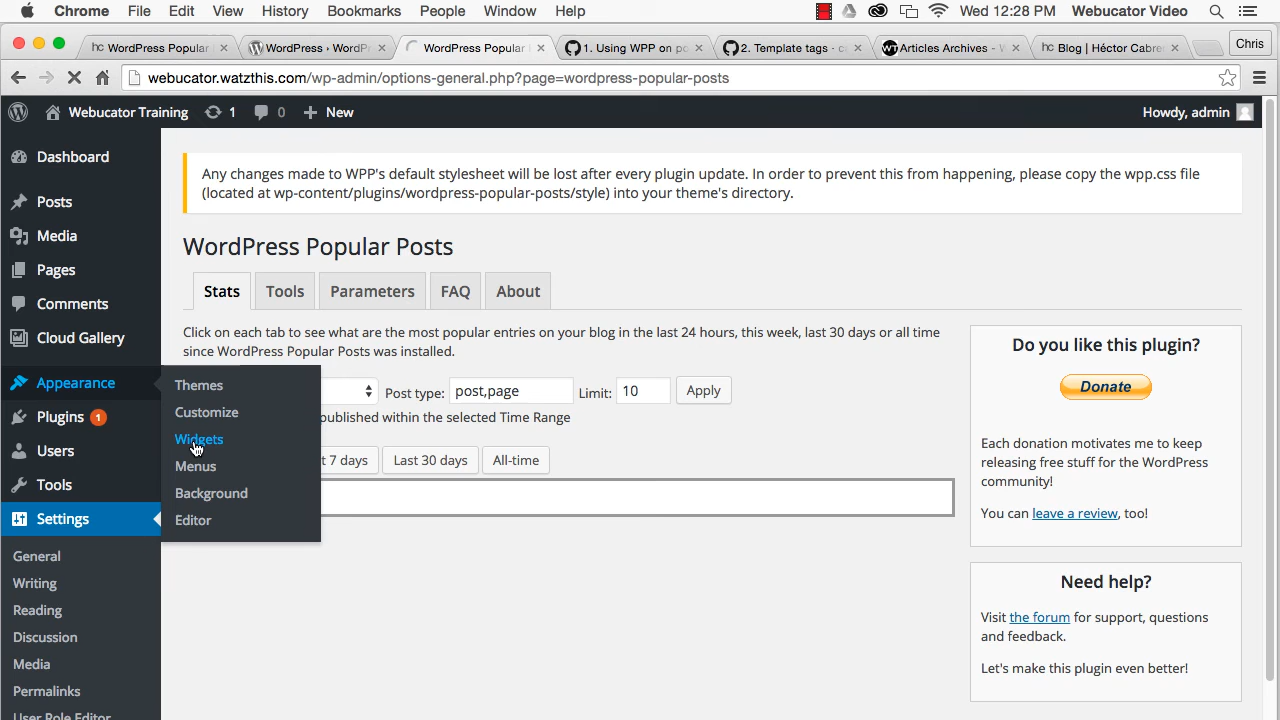 Chrome File Edit View History Bookmarks People Window Help Wed 12:28 PM Webucator Video
hc WordPress Popular WordPress › WordP WordPress Popular 1. Using WPP on po 2. Template tags · c WT Articles Archives - W hc Blog | Héctor Cabre Chris
webucator.watzthis.com/wp-admin/options-general.php?page=wordpress-popular-posts
Webucator Training 1 0 New Howdy, admin
Dashboard
Posts
Media
Pages
Comments
Cloud Gallery
Appearance
Plugins 1
Users
Tools
Settings
General
Writing
Reading
Discussion
Media
Permalinks
User Role Editor
Themes
Customize
Widgets
Menus
Background
Editor
Any changes made to WPP's default stylesheet will be lost after every plugin update. In order to prevent this from happening, please copy the wpp.css file
(located at wp-content/plugins/wordpress-popular-posts/style) into your theme's directory.
WordPress Popular Posts
Stats Tools Parameters FAQ About
Click on each tab to see what are the most popular entries on your blog in the last 24 hours, this week, last 30 days or all time
since WordPress Popular Posts was installed.
Post type: post,page Limit: 10 Apply
published within the selected Time Range
t 7 days Last 30 days All-time
Do you like this plugin?
Donate
Each donation motivates me to keep
releasing free stuff for the WordPress
community!
You can leave a review, too!
Need help?
Visit the forum for support, questions
and feedback.
Let's make this plugin even better!